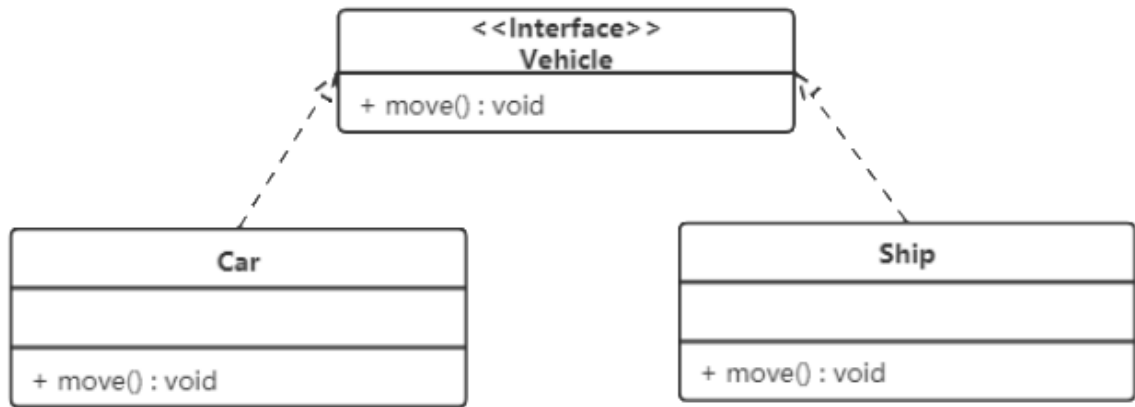 <<Interface>>
Vehicle
+ move() : void
Car
+ move() : void
Ship
+ move() : void